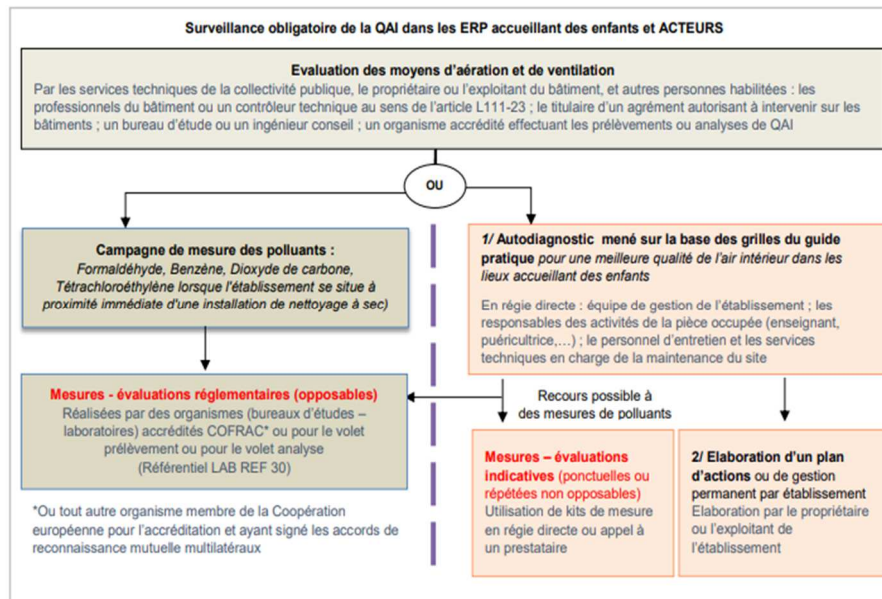 Surveillance obligatoire de la QAI dans les ERP accueillant des enfants et ACTEURS
Evaluation des moyens d'aération et de ventilation
Par les services techniques de la collectivité publique, le propriétaire ou l'exploitant du bâtiment, et autres personnes habilitées : les
professionnels du bâtiment ou un contrôleur technique au sens de l'article L111-23 ; le titulaire d'un agrément autorisant à intervenir sur les
bâtiments ; un bureau d'étude ou un ingénieur conseil ; un organisme accrédité effectuant les prélèvements ou analyses de QAI
OU
Campagne de mesure des polluants :
Formaldéhyde, Benzène, Dioxyde de carbone,
Tétrachloroéthylène lorsque l'établissement se situe à
proximité immédiate d'une installation de nettoyage à sec)
Mesures - évaluations réglementaires (opposables)
Réalisées par des organismes (bureaux d'études –
laboratoires) accrédités COFRAC* ou pour le volet
prélèvement ou pour le volet analyse
(Référentiel LAB REF 30)
*Ou tout autre organisme membre de la Coopération
européenne pour l'accréditation et ayant signé les accords de
reconnaissance mutuelle multilatéraux
1/ Autodiagnostic mené sur la base des grilles du guide
pratique pour une meilleure qualité de l'air intérieur dans les
lieux accueillant des enfants
En régie directe : équipe de gestion de l'établissement ; les
responsables des activités de la pièce occupée (enseignant,
puéricultrice,…) ; le personnel d'entretien et les services
techniques en charge de la maintenance du site
Recours possible à
des mesures de polluants
Mesures – évaluations
indicatives (ponctuelles ou
répétées non opposables)
Utilisation de kits de mesure
en régie directe ou appel à
un prestataire
2/ Elaboration d'un plan
d'actions ou de gestion
permanent par établissement
Elaboration par le propriétaire
ou l'exploitant de
l'établissement